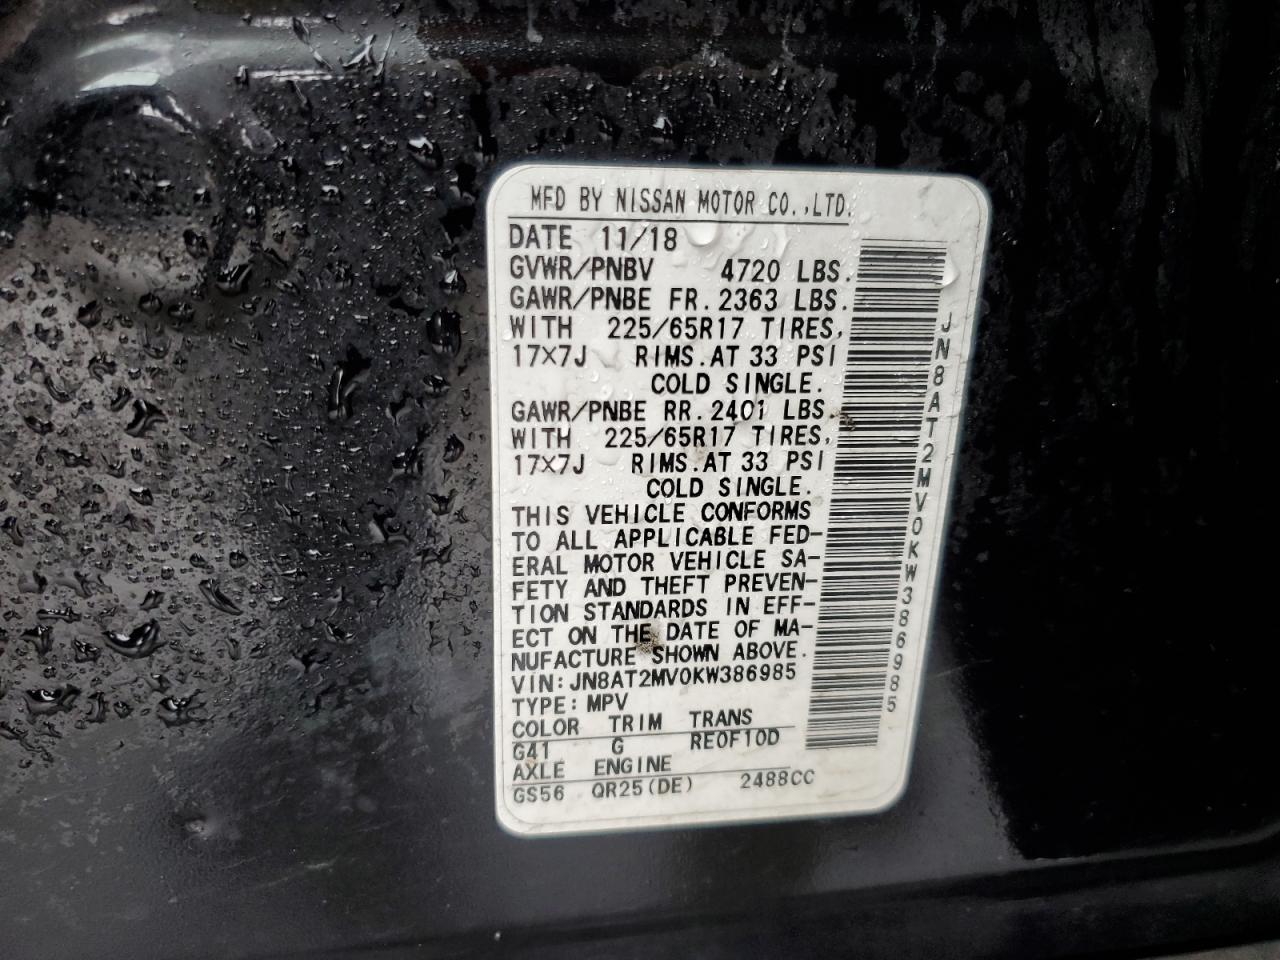 MFD BY NISSAN MOTOR CO.,LTD.
DATE 11/18
GVWR/PNBV 4720 LBS.
GAWR/PNBE FR. 2363 LBS.
WITH 225/65R17 TIRES,
17×7J RIMS. AT 33 PSI
COLD SINGLE.
GAWR/PNBE RR. 2401 LBS.
WITH 225/65R17 TIRES,
17×7J RIMS. AT 33 PSI
COLD SINGLE.
THIS VEHICLE CONFORMS
TO ALL APPLICABLE FED-
ERAL MOTOR VEHICLE SA-
FETY AND THEFT PREVEN-
TION STANDARDS IN EFF-
ECT ON THE DATE OF MA-
NUFACTURE SHOWN ABOVE.
VIN: JN8AT2MV0KW386985
TYPE: MPV
COLOR TRIM TRANS
G41 G RE0F10D
AXLE ENGINE
GS56 QR25(DE) 2488CC
JN8AT2MV0KW386985